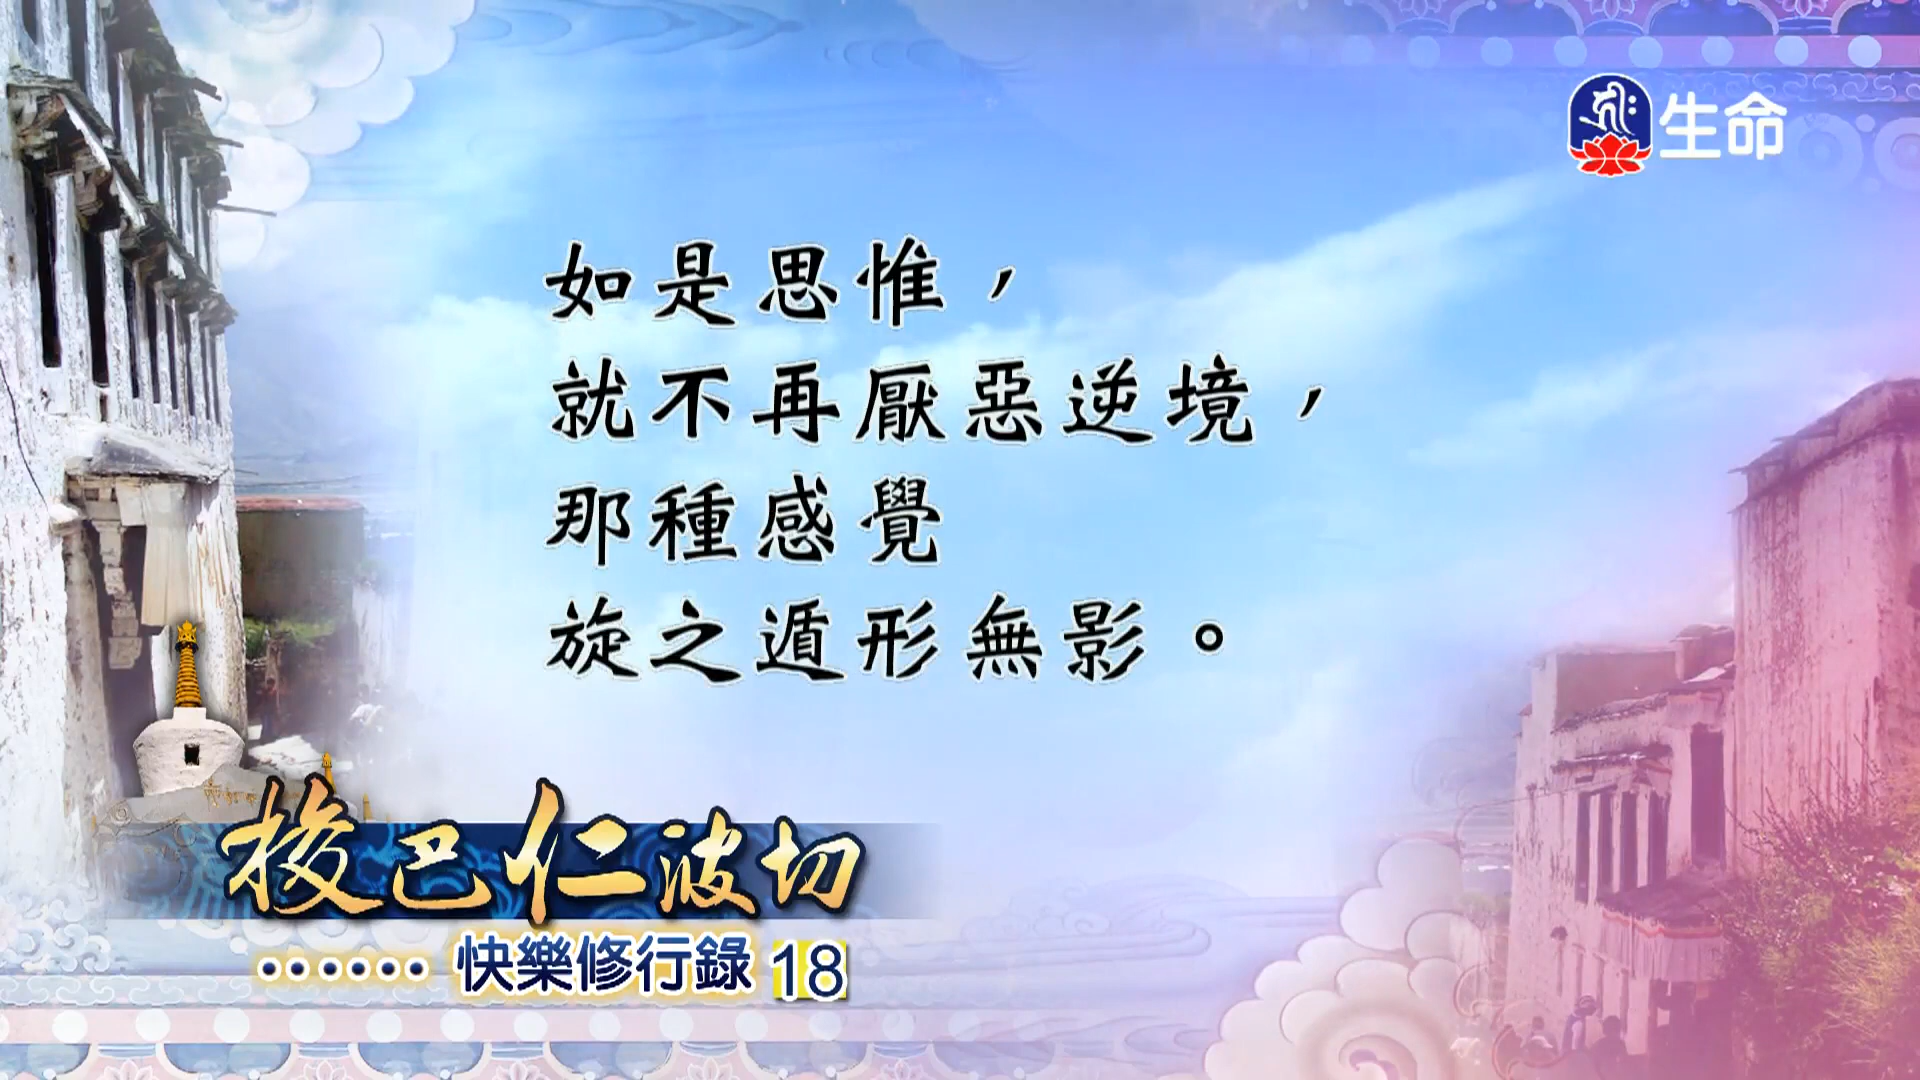 生命
如是思惟，
就不再厭惡逆境，
那種感覺
旋之遁形無影。
梭巴仁波切
······快樂修行錄 18